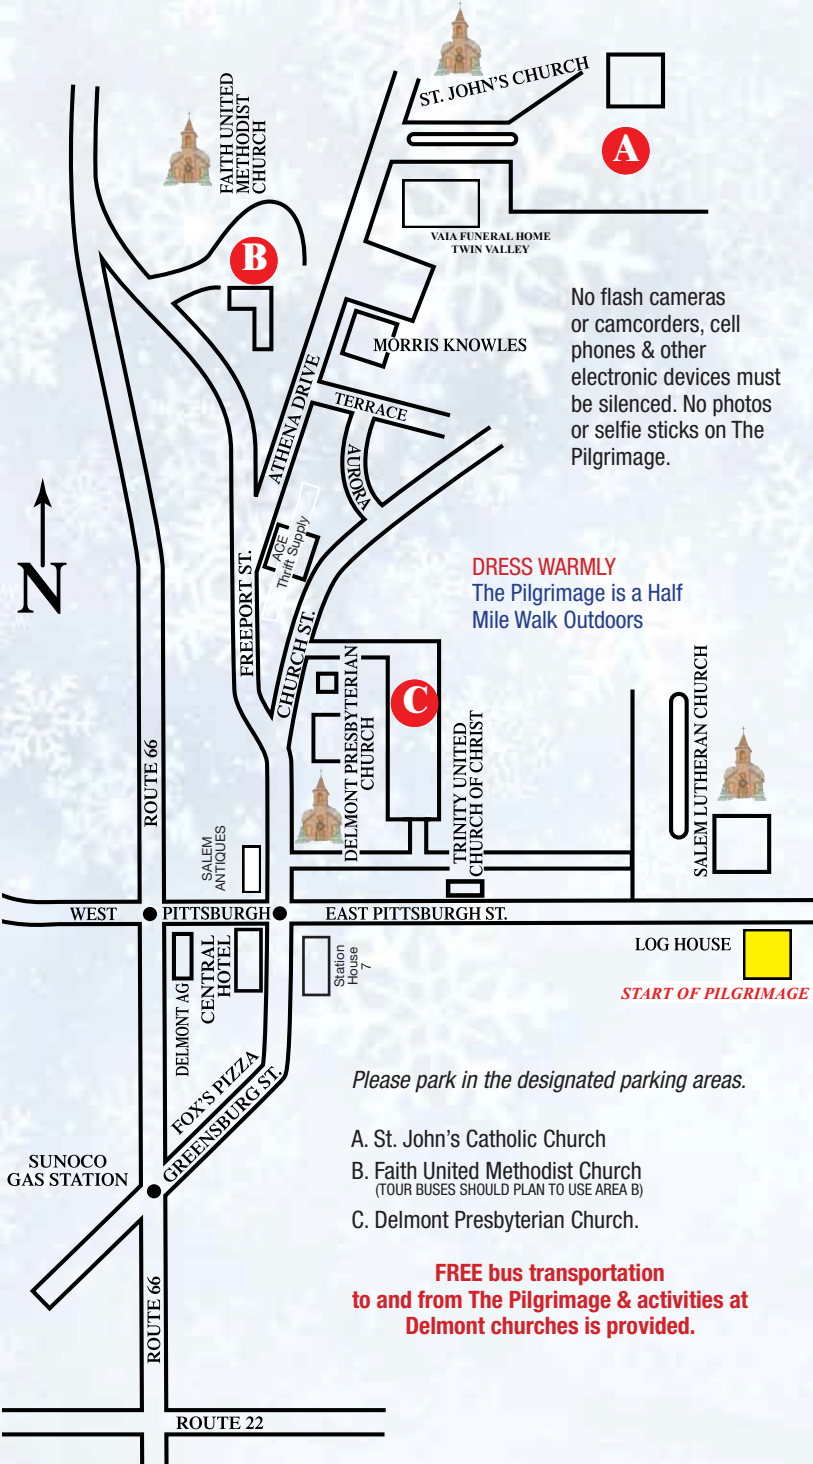 ST. JOHN'S CHURCH
FAITH UNITED
METHODIST
CHURCH
A
B
VAIA FUNERAL HOME
TWIN VALLEY
No flash cameras
or camcorders, cell
phones & other
electronic devices must
be silenced. No photos
or selfie sticks on The
Pilgrimage.
MORRIS KNOWLES
ATHENA DRIVE
TERRACE
AURORA
ACE
Thrift Supply
N
FREEPORT ST.
CHURCH ST.
DRESS WARMLY
The Pilgrimage is a Half
Mile Walk Outdoors
C
DELMONT PRESBYTERIAN
CHURCH
TRINITY UNITED
CHURCH OF CHRIST
SALEM LUTHERAN CHURCH
ROUTE 66
SALEM
ANTIQUES
WEST PITTSBURGH
EAST PITTSBURGH ST.
DELMONT AG
CENTRAL
HOTEL
Station
House
7
LOG HOUSE
START OF PILGRIMAGE
FOX'S PIZZA
GREENSBURG ST.
SUNOCO
GAS STATION
Please park in the designated parking areas.
A. St. John's Catholic Church
B. Faith United Methodist Church
(TOUR BUSES SHOULD PLAN TO USE AREA B)
C. Delmont Presbyterian Church.
FREE bus transportation
to and from The Pilgrimage & activities at
Delmont churches is provided.
ROUTE 66
ROUTE 22